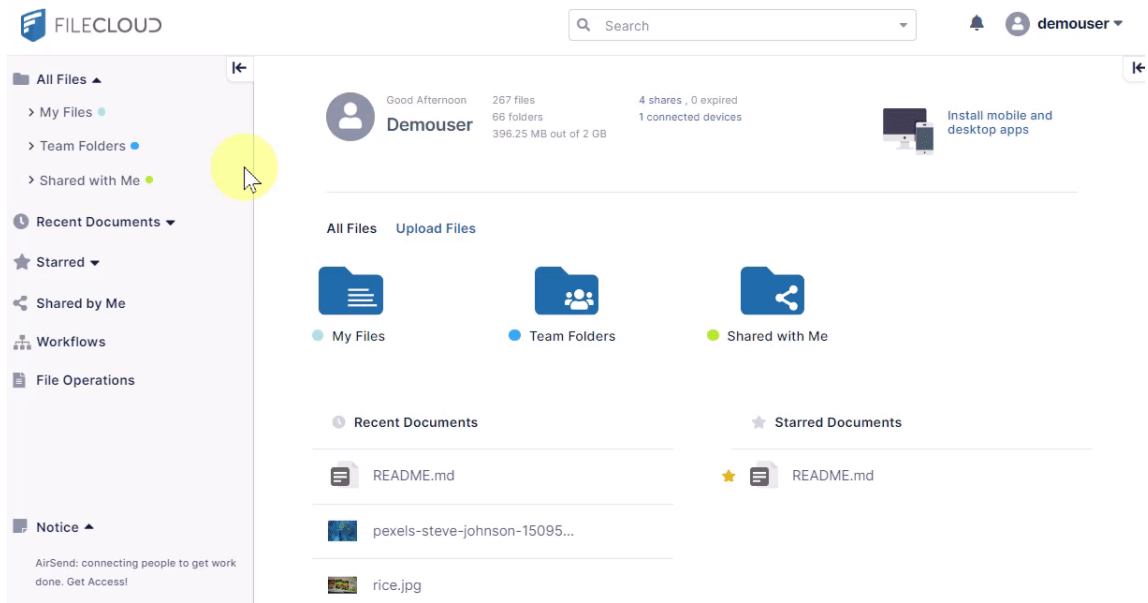 FILECLOUD
Search
demouser
All Files
My Files
Team Folders
Shared with Me
Recent Documents
Starred
Shared by Me
Workflows
File Operations
Notice
AirSend: connecting people to get work
done. Get Access!
Good Afternoon
Demouser
267 files
66 folders
396.25 MB out of 2 GB
4 shares , 0 expired
1 connected devices
Install mobile and
desktop apps
All Files Upload Files
My Files
Team Folders
Shared with Me
Recent Documents
README.md
pexels-steve-johnson-15095...
rice.jpg
Starred Documents
README.md